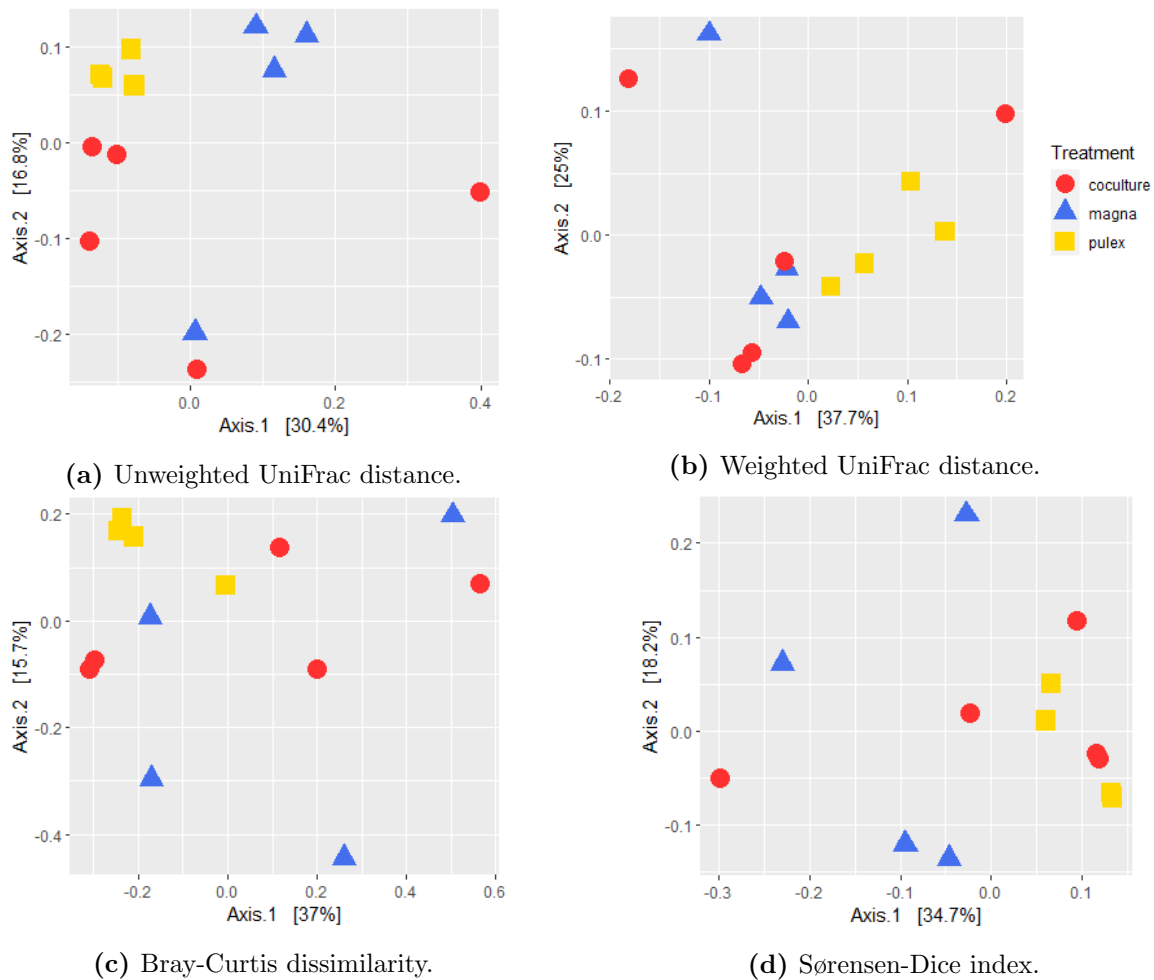 0.1
0.0
-0.1
-0.2
Axis.2 [16.8%]
0.0 0.2 0.4
Axis.1 [30.4%]
(a) Unweighted UniFrac distance.
0.1
0.0
-0.1
Axis.2 [25%]
-0.2 -0.1 0.0 0.1 0.2
Axis.1 [37.7%]
Treatment
coculture
magna
pulex
(b) Weighted UniFrac distance.
0.2
0.0
-0.2
-0.4
Axis.2 [15.7%]
-0.2 0.0 0.2 0.4 0.6
Axis.1 [37%]
(c) Bray-Curtis dissimilarity.
0.2
0.1
0.0
-0.1
Axis.2 [18.2%]
-0.3 -0.2 -0.1 0.0 0.1
Axis.1 [34.7%]
(d) Sørensen-Dice index.